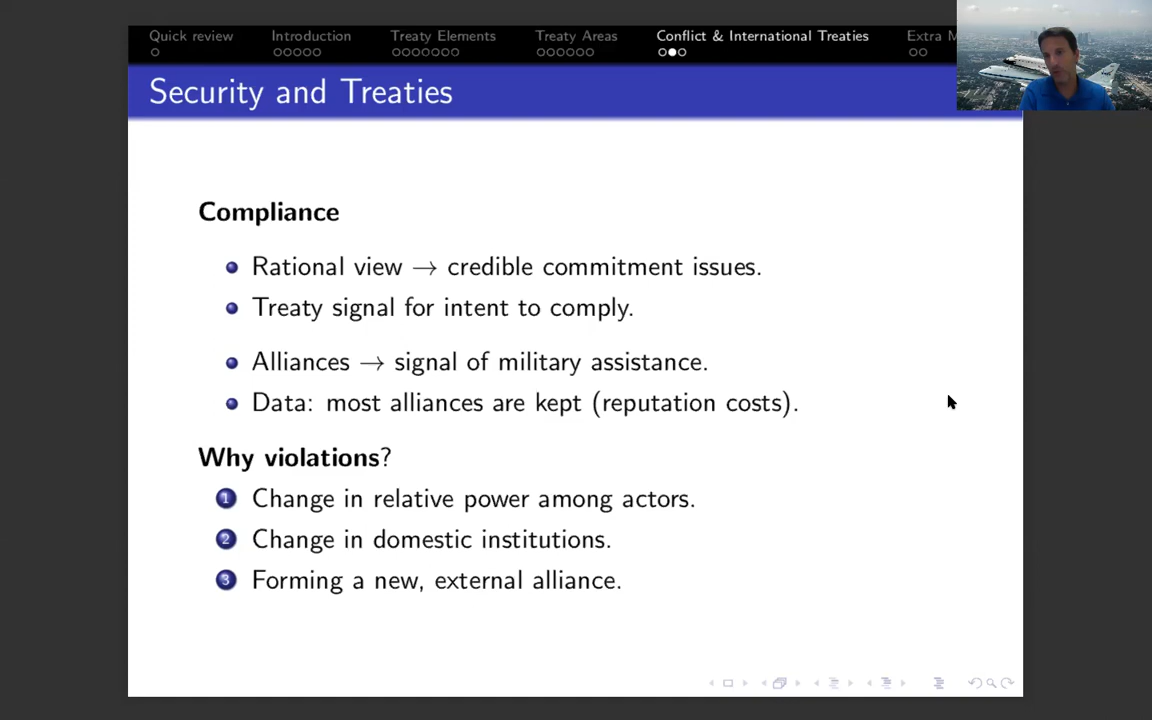 Quick review Introduction Treaty Elements Treaty Areas Conflict & International Treaties Extra
Security and Treaties
Compliance
Rational view → credible commitment issues.
Treaty signal for intent to comply.
Alliances → signal of military assistance.
Data: most alliances are kept (reputation costs).
Why violations?
1 Change in relative power among actors.
2 Change in domestic institutions.
3 Forming a new, external alliance.